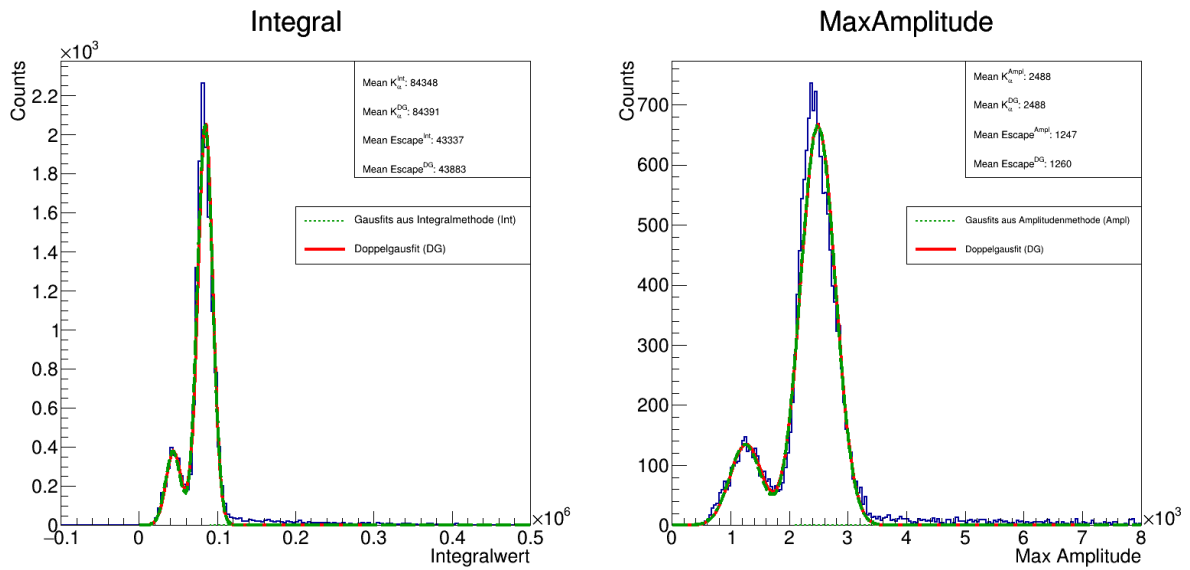 Integral
×10³
Counts
2.2
2
1.8
1.6
1.4
1.2
1
0.8
0.6
0.4
0.2
0
−0.1 0 0.1 0.2 0.3 0.4 0.5
×10⁶
Integralwert
Mean K_α^Int: 84348
Mean K_α^DG: 84391
Mean Escape^Int: 43337
Mean Escape^DG: 43883
Gausfits aus Integralmethode (Int)
Doppelgausfit (DG)
MaxAmplitude
Counts
700
600
500
400
300
200
100
0
0 1 2 3 4 5 6 7 8
×10³
Max Amplitude
Mean K_α^Ampl: 2488
Mean K_α^DG: 2488
Mean Escape^Ampl: 1247
Mean Escape^DG: 1260
Gausfits aus Amplitudenmethode (Ampl)
Doppelgausfit (DG)